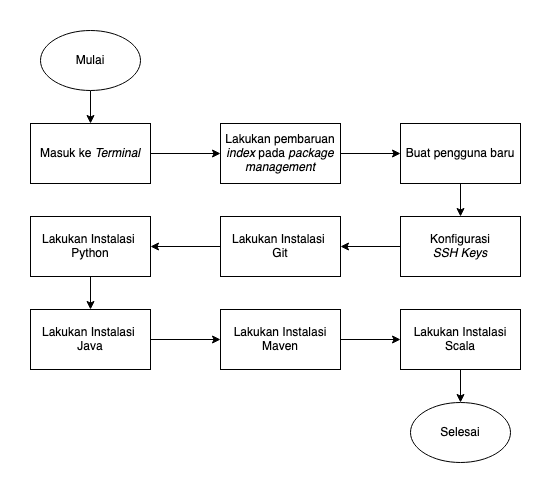 Mulai
Masuk ke Terminal
Lakukan pembaruan
index pada package
management
Buat pengguna baru
Konfigurasi
SSH Keys
Lakukan Instalasi
Git
Lakukan Instalasi
Python
Lakukan Instalasi
Java
Lakukan Instalasi
Maven
Lakukan Instalasi
Scala
Selesai